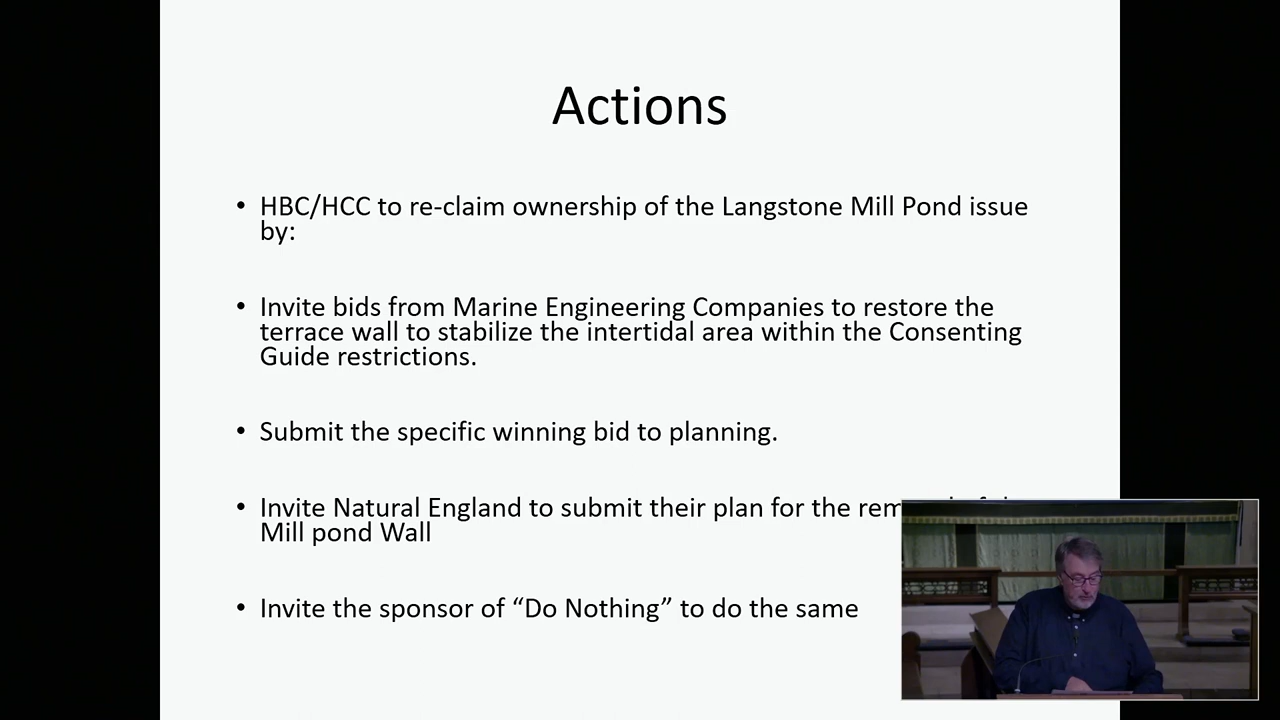 Actions
• HBC/HCC to re-claim ownership of the Langstone Mill Pond issue
by:
• Invite bids from Marine Engineering Companies to restore the
terrace wall to stabilize the intertidal area within the Consenting
Guide restrictions.
• Submit the specific winning bid to planning.
• Invite Natural England to submit their plan for the
Mill pond Wall
• Invite the sponsor of “Do Nothing” to do the same